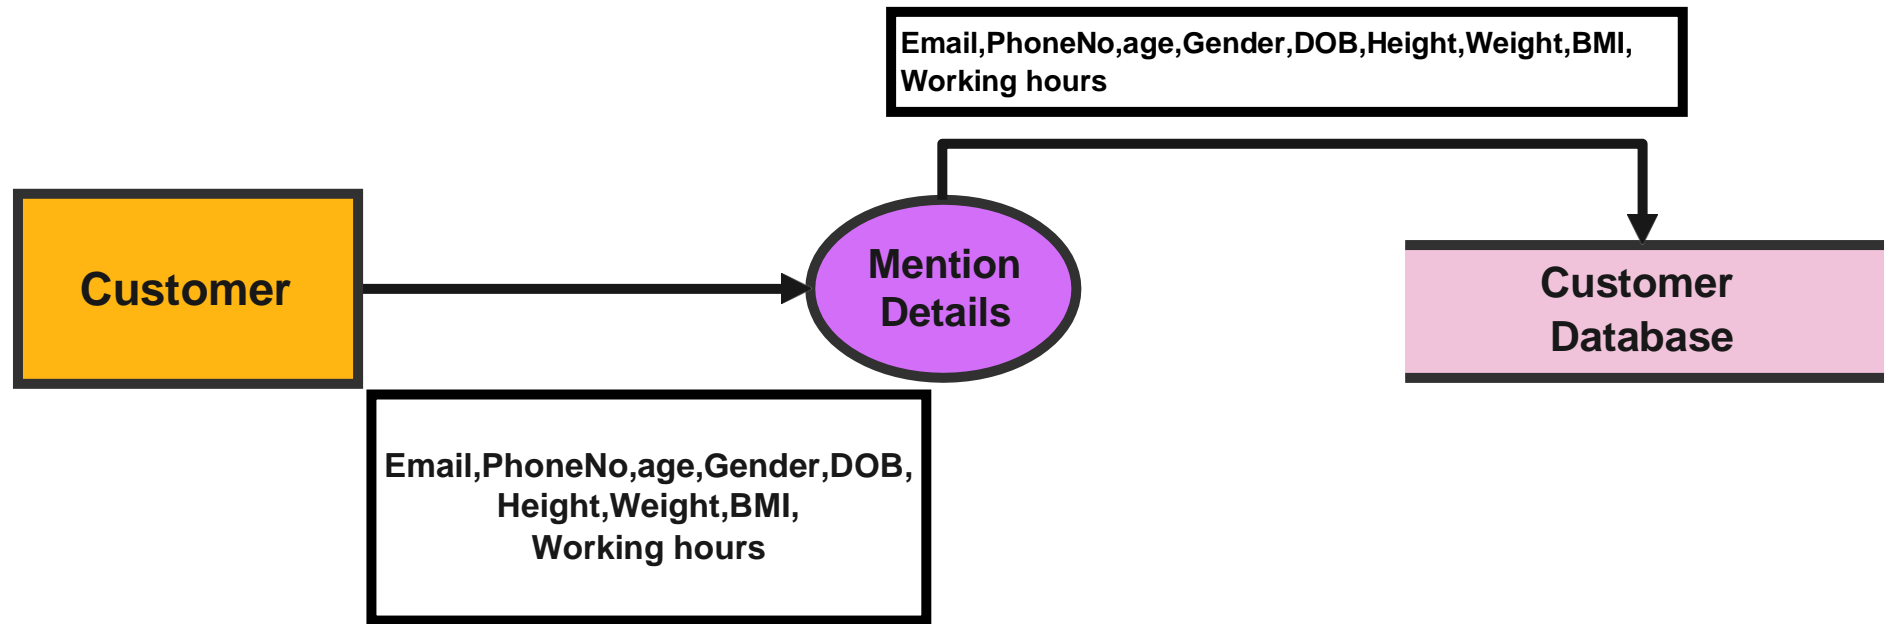 Email,PhoneNo,age,Gender,DOB,Height,Weight,BMI,
Working hours
Customer
Mention
Details
Customer
Database
Email,PhoneNo,age,Gender,DOB,
Height,Weight,BMI,
Working hours